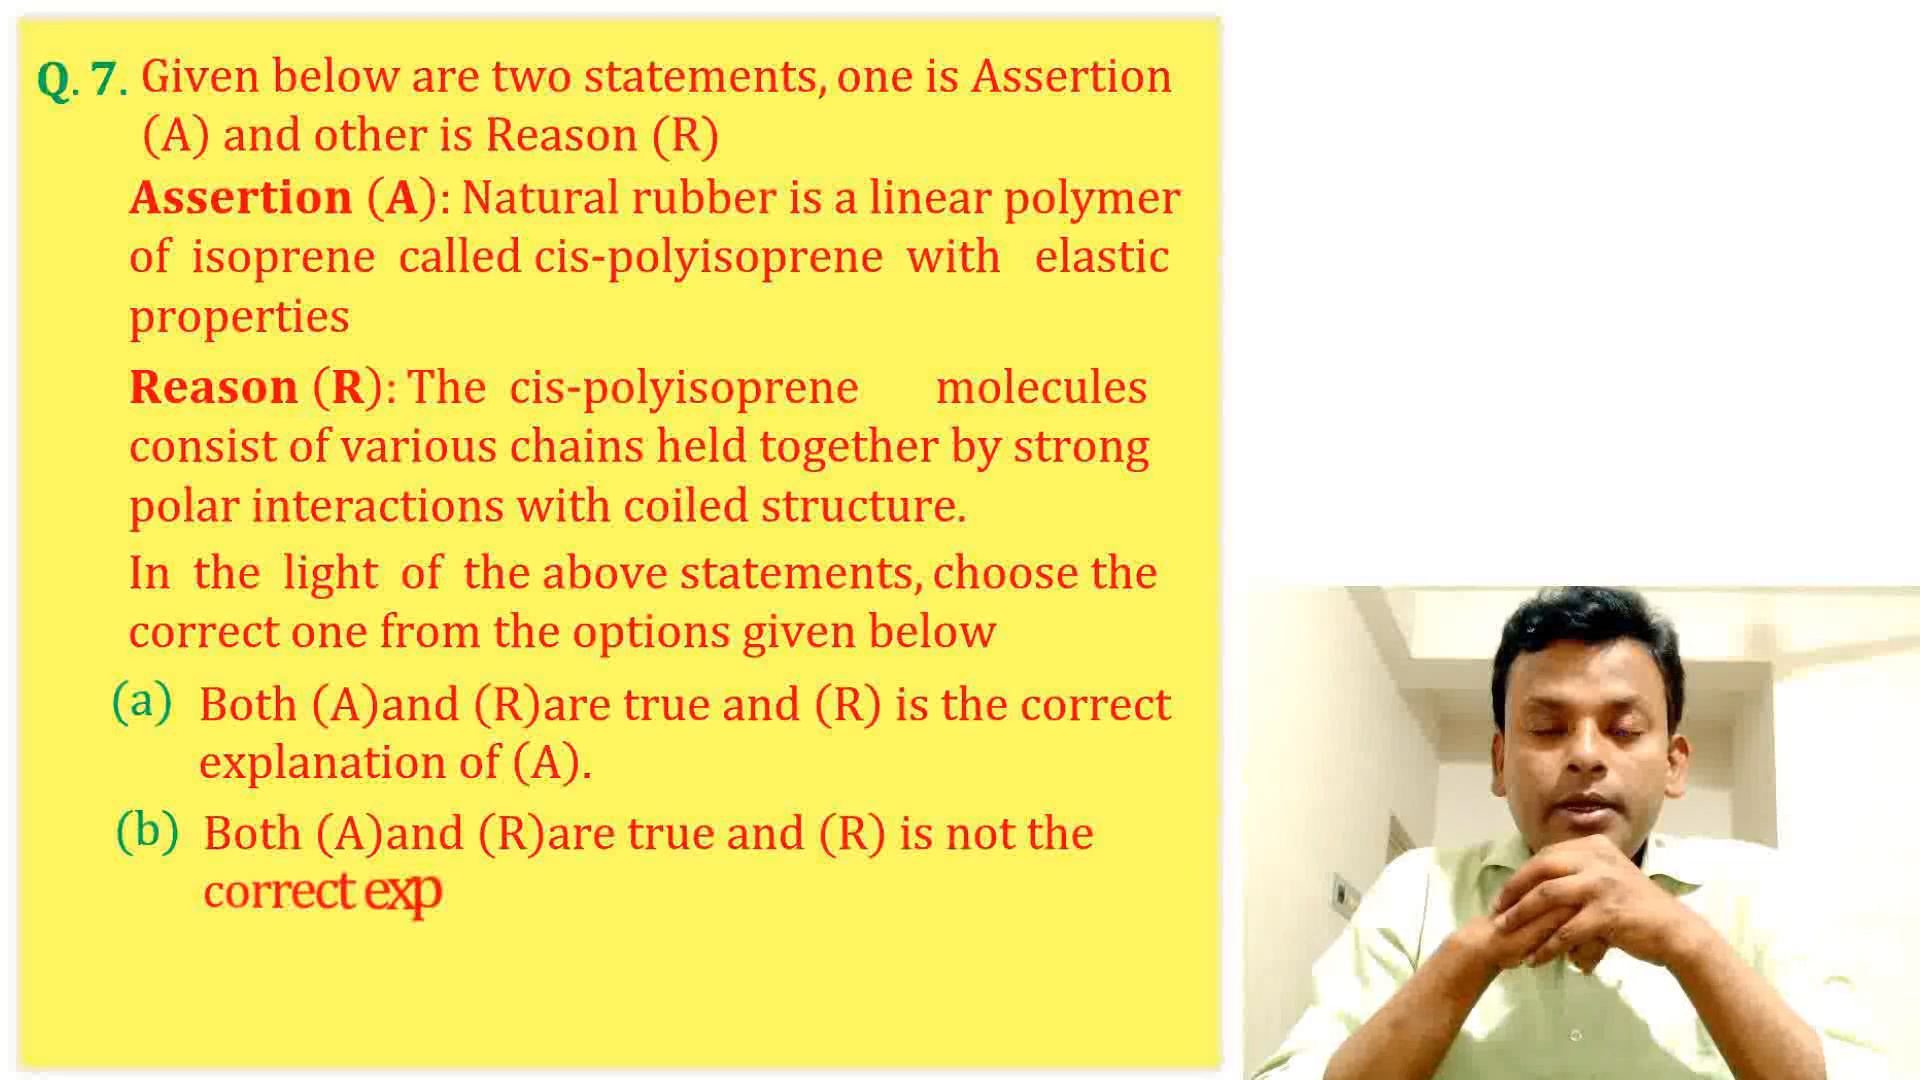 Q. 7. Given below are two statements, one is Assertion
(A) and other is Reason (R)
Assertion (A): Natural rubber is a linear polymer
of isoprene called cis-polyisoprene with elastic
properties
Reason (R): The cis-polyisoprene molecules
consist of various chains held together by strong
polar interactions with coiled structure.
In the light of the above statements, choose the
correct one from the options given below
(a) Both (A)and (R)are true and (R) is the correct
explanation of (A).
(b) Both (A)and (R)are true and (R) is not the
correct exp